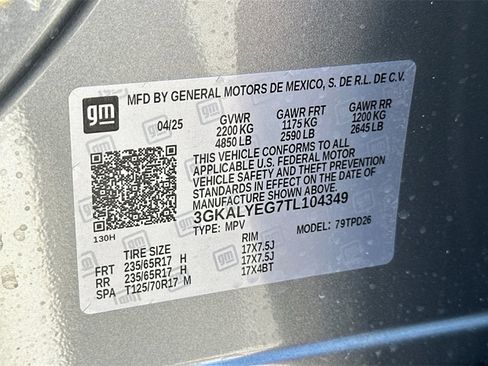 gm
MFD BY GENERAL MOTORS DE MEXICO, S. DE R.L. DE C.V.
04/25 GVWR GAWR FRT GAWR RR
2200 KG 1175 KG 1200 KG
4850 LB 2590 LB 2645 LB
THIS VEHICLE CONFORMS TO ALL
APPLICABLE U.S. FEDERAL MOTOR
VEHICLE SAFETY AND THEFT PREVENTION
STANDARDS IN EFFECT ON THE DATE OF
MANUFACTURE SHOWN ABOVE.
3GKALYEG7TL104349
130H TYPE: MPV MODEL: 79TPD26
TIRE SIZE RIM
FRT 235/65R17 H 17X7.5J
RR 235/65R17 H 17X7.5J
SPA T125/70R17 M 17X4BT